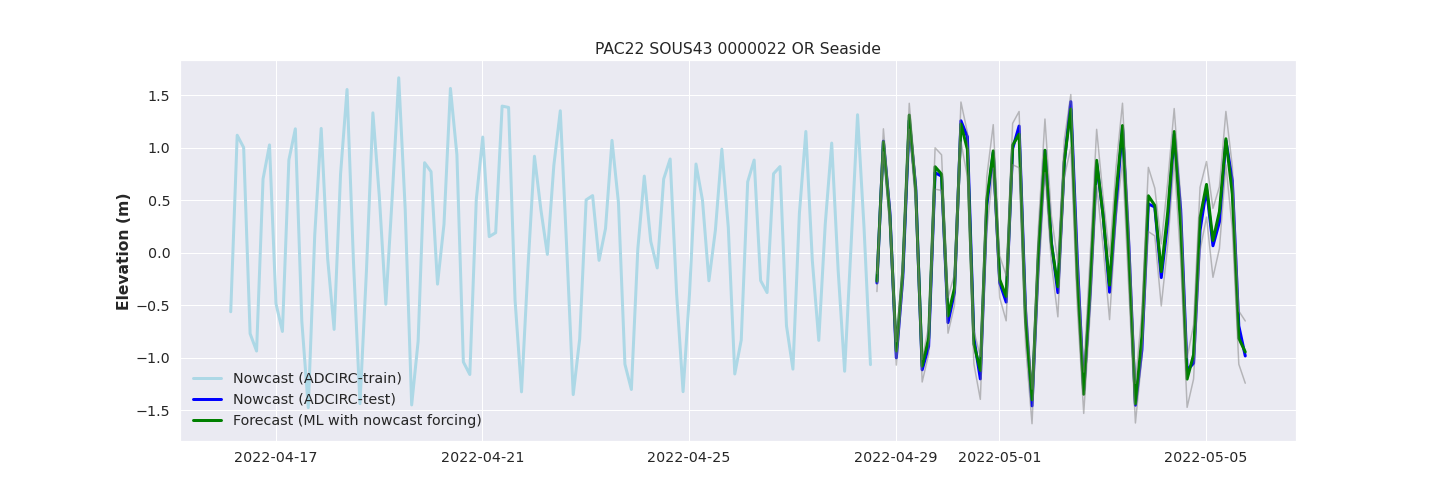 PAC22 SOUS43 0000022 OR Seaside
Elevation (m)
1.5
1.0
0.5
0.0
−0.5
−1.0
−1.5
Nowcast (ADCIRC-train)
Nowcast (ADCIRC-test)
Forecast (ML with nowcast forcing)
2022-04-17 2022-04-21 2022-04-25 2022-04-29 2022-05-01 2022-05-05